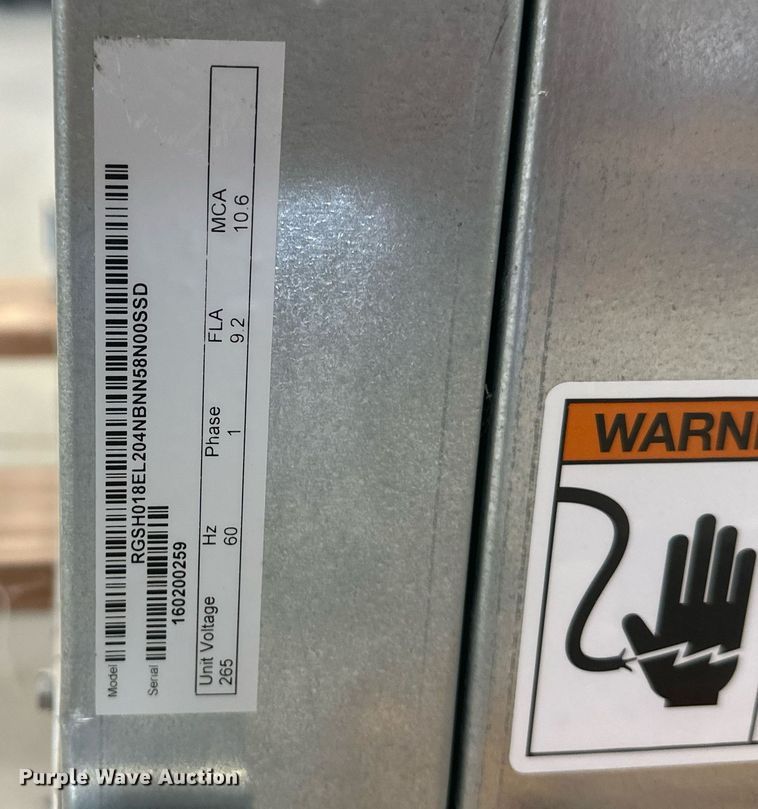 Model
RGSH018EL204NBNN58N00SSD
Serial
160200259
Unit Voltage Hz Phase FLA MCA
265 60 1 9.2 10.6
WARN
Purple Wave Auction